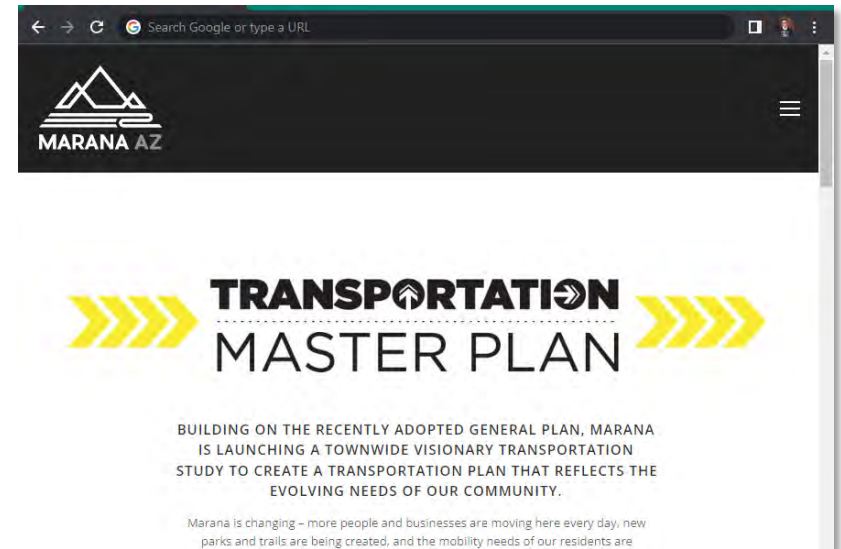 Search Google or type a URL
MARANA AZ
TRANSPORTATION
MASTER PLAN
BUILDING ON THE RECENTLY ADOPTED GENERAL PLAN, MARANA
IS LAUNCHING A TOWNWIDE VISIONARY TRANSPORTATION
STUDY TO CREATE A TRANSPORTATION PLAN THAT REFLECTS THE
EVOLVING NEEDS OF OUR COMMUNITY.
Marana is changing – more people and businesses are moving here every day, new
parks and trails are being created, and the mobility needs of our residents are